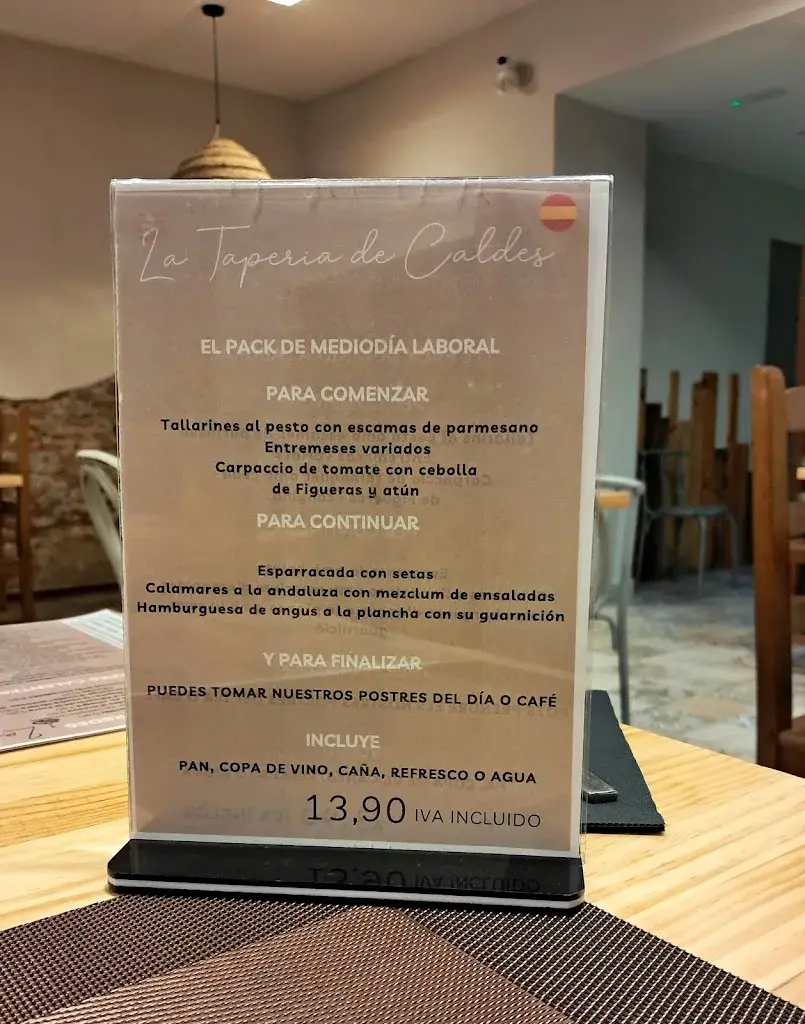 La Taperia de Caldes
EL PACK DE MEDIODÍA LABORAL
PARA COMENZAR
Tallarines al pesto con escamas de parmesano
Entremeses variados
Carpaccio de tomate con cebolla
de Figueras y atún
PARA CONTINUAR
Esparracada con setas
Calamares a la andaluza con mezclum de ensaladas
Hamburguesa de angus a la plancha con su guarnición
Y PARA FINALIZAR
PUEDES TOMAR NUESTROS POSTRES DEL DÍA O CAFÉ
INCLUYE
PAN, COPA DE VINO, CAÑA, REFRESCO O AGUA
13,90 IVA INCLUIDO